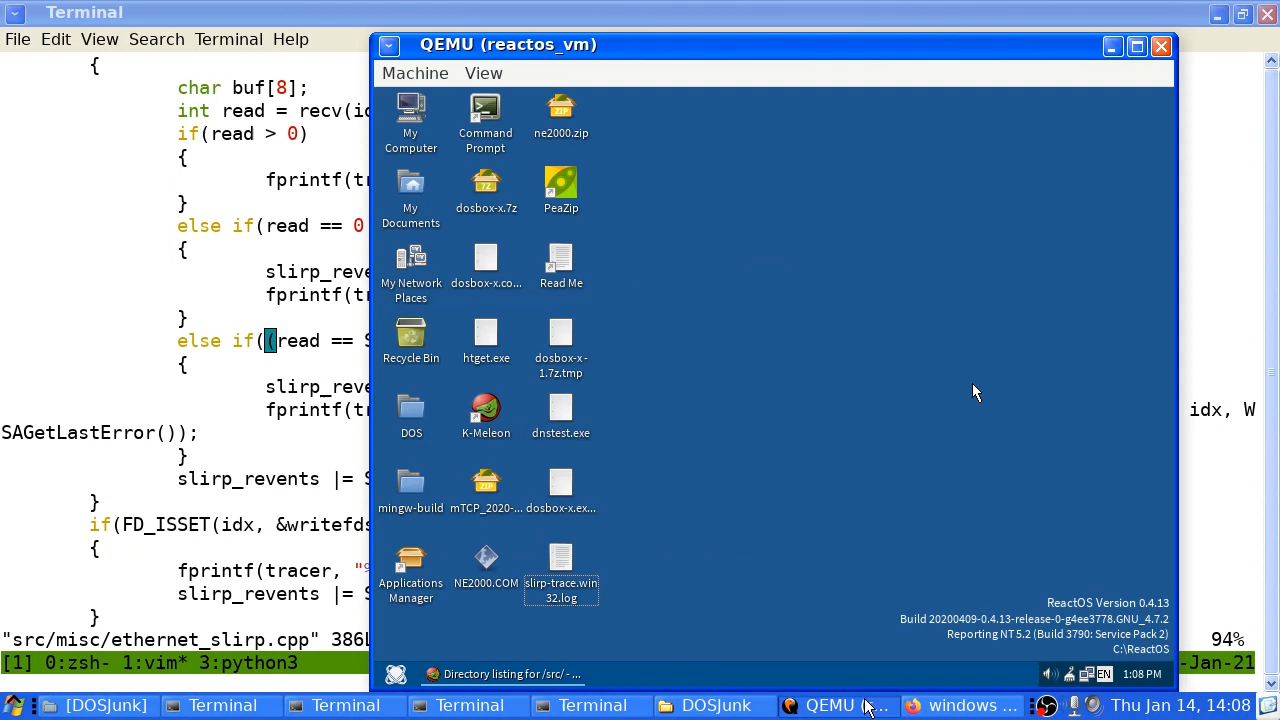 Terminal
File Edit View Search Terminal Help
{
char buf[8];
int read = recv(id
if(read > 0)
{
fprintf(tr
}
else if(read == 0
{
slirp_reve
fprintf(tr
}
else if((read == S
{
slirp_reve
fprintf(tr
idx, W
SAGetLastError());
}
slirp_revents |= S
}
if(FD_ISSET(idx, &writefds
{
fprintf(tracer, "%
slirp_revents |= S
}
"src/misc/ethernet_slirp.cpp" 386L
94%
[1] 0:zsh- 1:vim* 3:python3
-Jan-21
QEMU (reactos_vm)
Machine View
My Computer
Command Prompt
ne2000.zip
My Documents
dosbox-x.7z
PeaZip
My Network Places
dosbox-x.co...
Read Me
Recycle Bin
htget.exe
dosbox-x-1.7z.tmp
DOS
K-Meleon
dnstest.exe
mingw-build
mTCP_2020-...
dosbox-x.ex...
Applications Manager
NE2000.COM
slirp-trace.win32.log
ReactOS Version 0.4.13
Build 20200409-0.4.13-release-0-g4ee3778.GNU_4.7.2
Reporting NT 5.2 (Build 3790: Service Pack 2)
C:\ReactOS
Directory listing for /src/ - ...
EN
1:08 PM
[DOSJunk]
Terminal
Terminal
Terminal
Terminal
DOSJunk
QEMU (...
windows ...
Thu Jan 14, 14:08